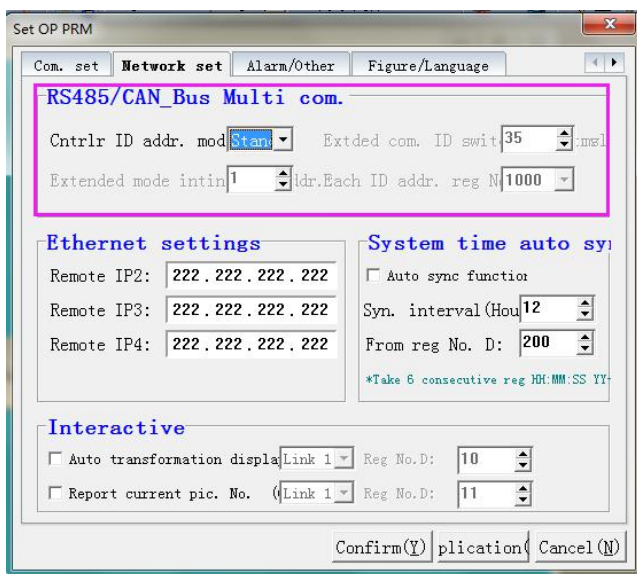 Set OP PRM
Com. set Network set Alarm/Other Figure/Language
RS485/CAN_Bus Multi com.
Cntrlr ID addr. mod Stan Extded com. ID swit 35 :msl
Extended mode intin 1 ddr. Each ID addr. reg N 1000
Ethernet settings
Remote IP2: 222 . 222 . 222 . 222
Remote IP3: 222 . 222 . 222 . 222
Remote IP4: 222 . 222 . 222 . 222
System time auto sy
Auto sync function
Syn. interval(Hou 12
From reg No. D: 200
*Take 6 consecutive reg HH:MM:SS YY-
Interactive
Auto transformation displa Link 1 Reg No.D: 10
Report current pic. No. ( Link 1 Reg No.D: 11
Confirm(Y) plication( Cancel(N)